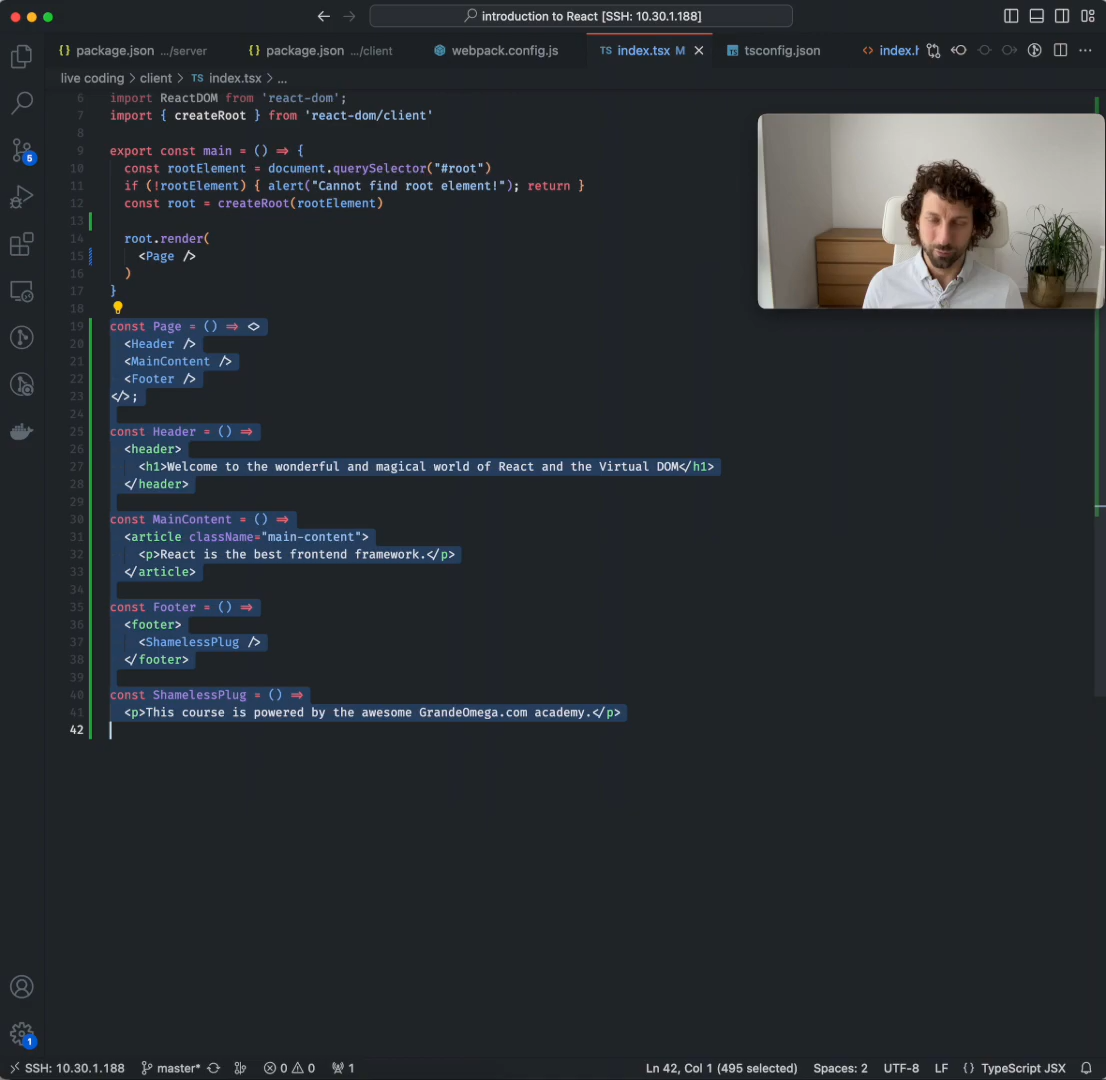 introduction to React [SSH: 10.30.1.188]
{} package.json .../server {} package.json .../client webpack.config.js TS index.tsx M × tsconfig.json <> index.h ...
live coding > client > TS index.tsx > ...
6 import ReactDOM from 'react-dom';
7 import { createRoot } from 'react-dom/client'
8
9 export const main = () => {
10 const rootElement = document.querySelector("#root")
11 if (!rootElement) { alert("Cannot find root element!"); return }
12 const root = createRoot(rootElement)
13
14 root.render(
15 <Page />
16 )
17 }
18
19 const Page = () => <>
20 <Header />
21 <MainContent />
22 <Footer />
23 </>;
24
25 const Header = () =>
26 <header>
27 <h1>Welcome to the wonderful and magical world of React and the Virtual DOM</h1>
28 </header>
29
30 const MainContent = () =>
31 <article className="main-content">
32 <p>React is the best frontend framework.</p>
33 </article>
34
35 const Footer = () =>
36 <footer>
37 <ShamelessPlug />
38 </footer>
39
40 const ShamelessPlug = () =>
41 <p>This course is powered by the awesome GrandeOmega.com academy.</p>
42
5
1
SSH: 10.30.1.188 master* 0 0 1 Ln 42, Col 1 (495 selected) Spaces: 2 UTF-8 LF {} TypeScript JSX